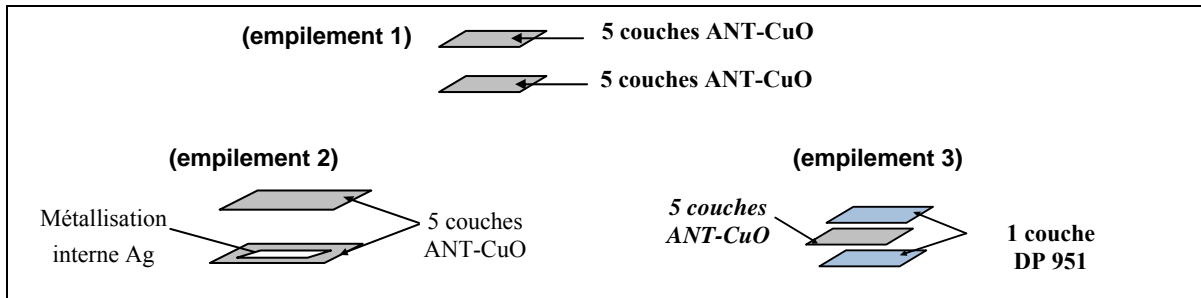 (empilement 1)
5 couches ANT-CuO
5 couches ANT-CuO
(empilement 2)
Métallisation
interne Ag
5 couches
ANT-CuO
(empilement 3)
5 couches
ANT-CuO
1 couche
DP 951